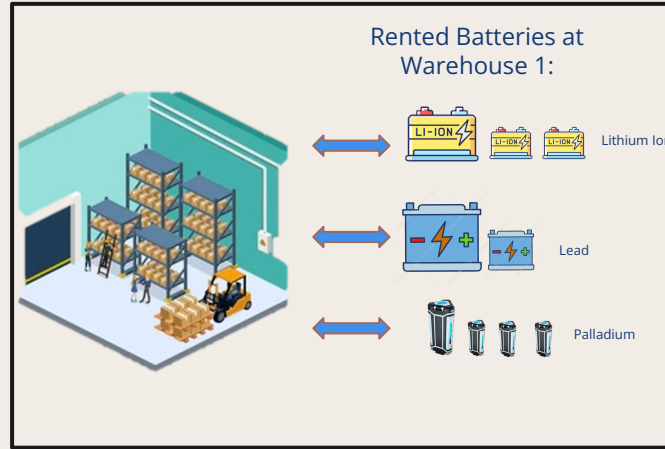 Rented Batteries at
Warehouse 1:
LI-ION
LI-ION
LI-ION
Lithium Ion
Lead
Palladium